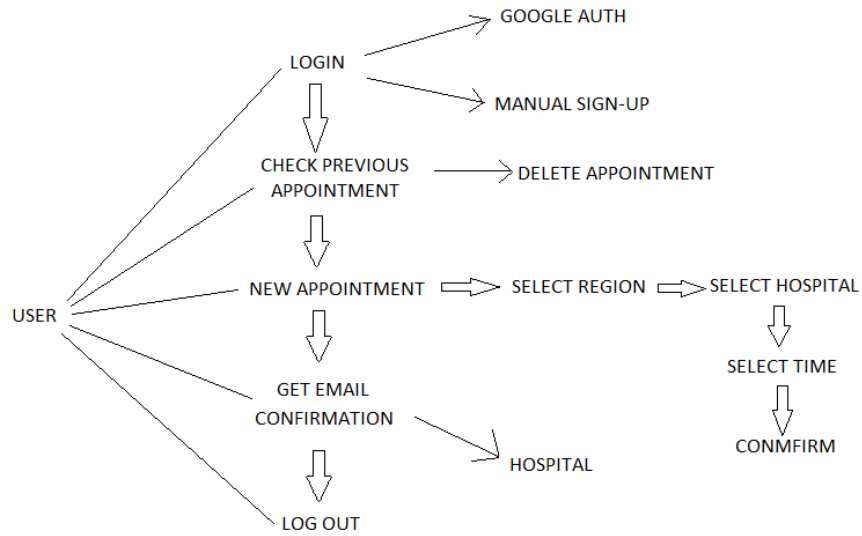 GOOGLE AUTH
LOGIN
MANUAL SIGN-UP
CHECK PREVIOUS
APPOINTMENT
DELETE APPOINTMENT
NEW APPOINTMENT
SELECT REGION
SELECT HOSPITAL
USER
SELECT TIME
GET EMAIL
CONFIRMATION
CONMFIRM
HOSPITAL
LOG OUT